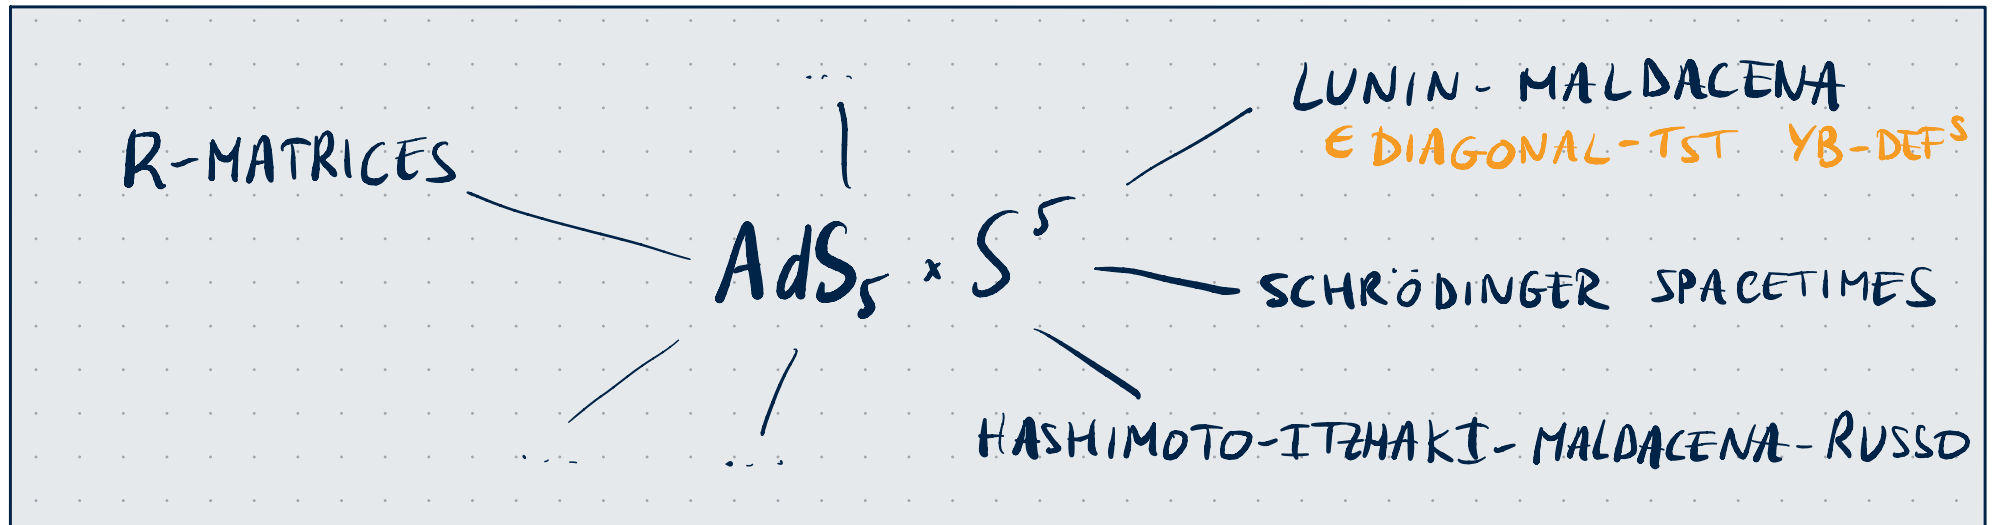 ...
LUNIN - MALDACENA
∈ DIAGONAL-TsT YB-DEFˢ
R-MATRICES
AdS₅ × S⁵
SCHRÖDINGER SPACETIMES
HASHIMOTO-ITZHAKI-MALDACENA-RUSSO
... ...